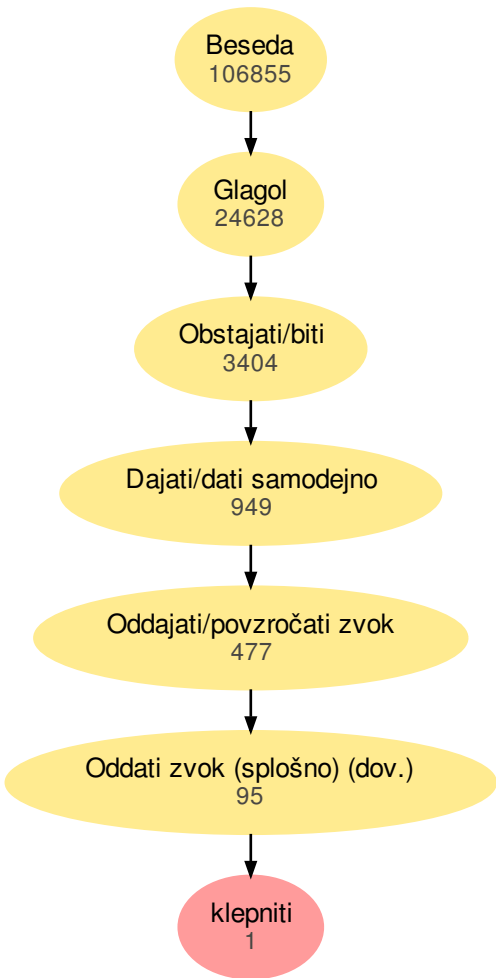 Beseda
106855
Glagol
24628
Obstajati/biti
3404
Dajati/dati samodejno
949
Oddajati/povzročati zvok
477
Oddati zvok (splošno) (dov.)
95
klepniti
1